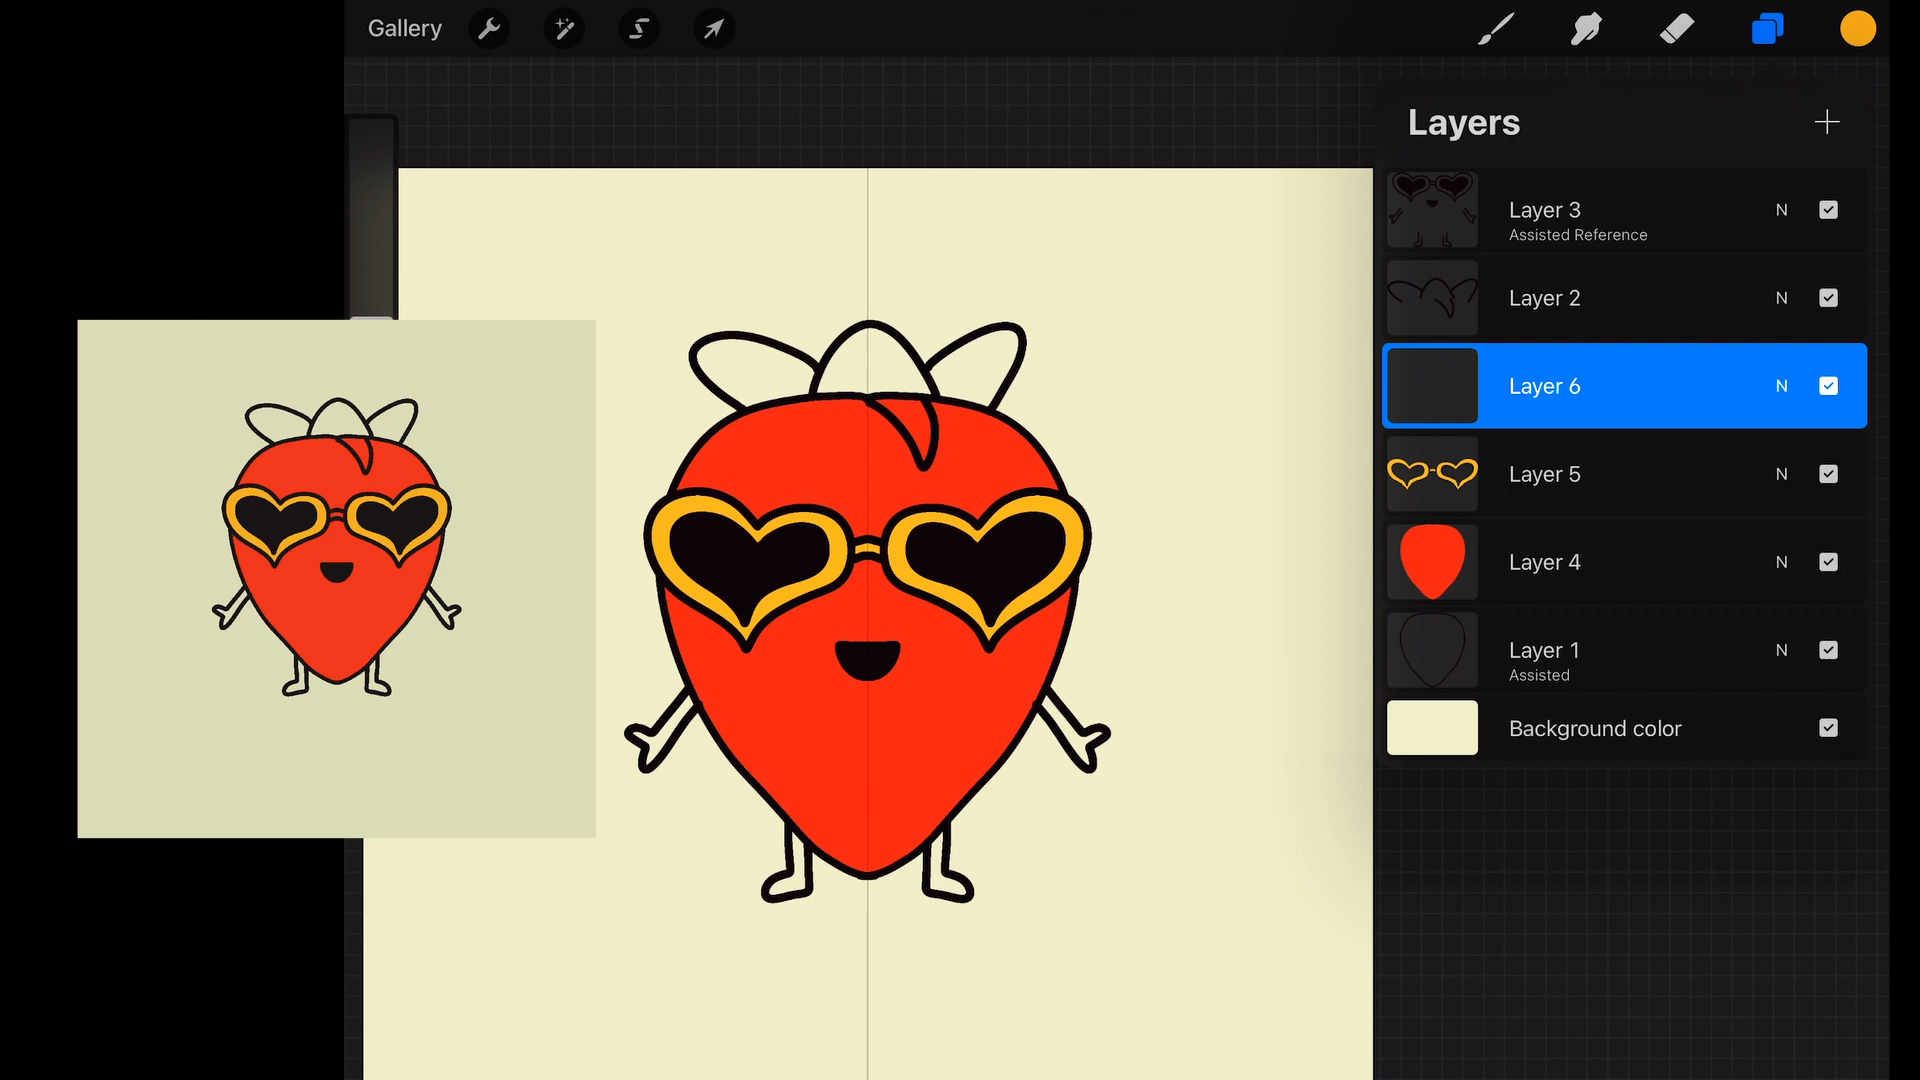 Gallery
Layers
Layer 3
N
Assisted Reference
Layer 2
N
Layer 6
N
Layer 5
N
Layer 4
N
Layer 1
N
Assisted
Background color